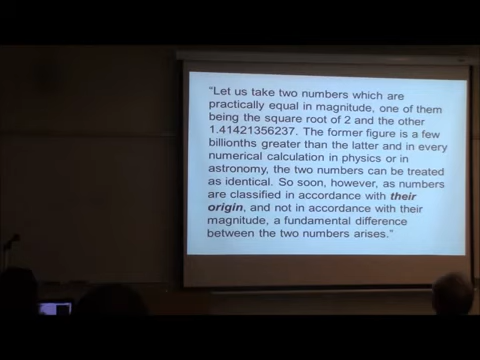 “Let us take two numbers which are
practically equal in magnitude, one of them
being the square root of 2 and the other
1.41421356237. The former figure is a few
billionths greater than the latter and in every
numerical calculation in physics or in
astronomy, the two numbers can be treated
as identical. So soon, however, as numbers
are classified in accordance with their
origin, and not in accordance with their
magnitude, a fundamental difference
between the two numbers arises.”